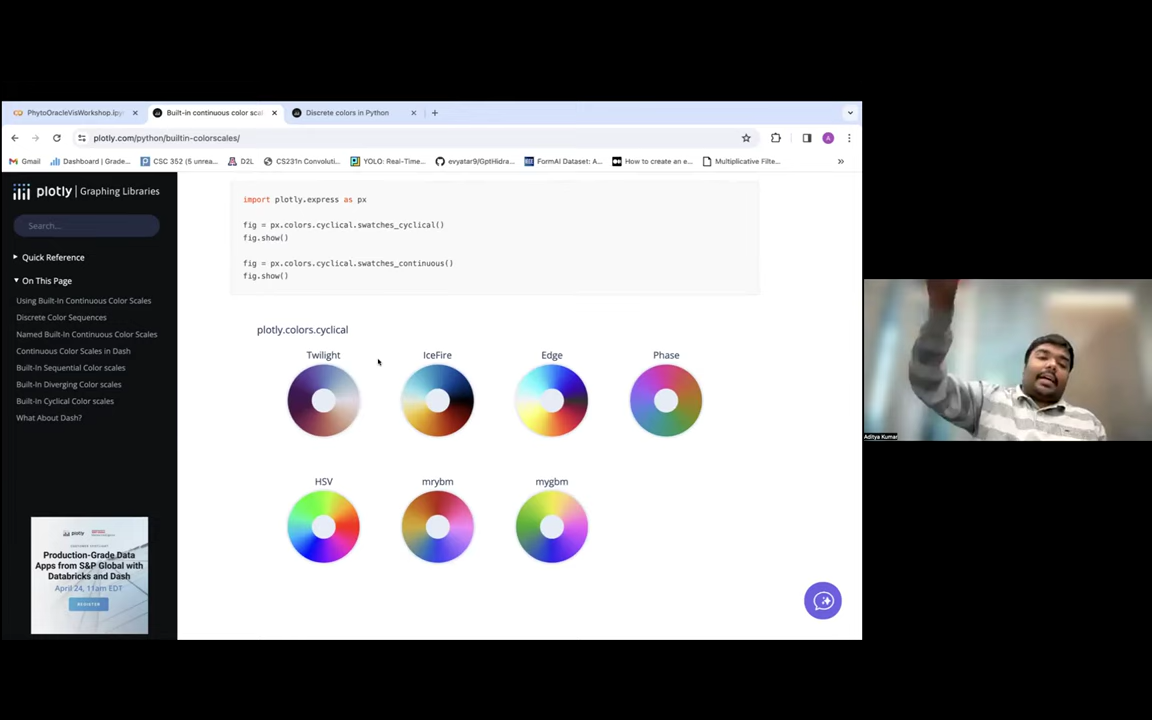 PhytoOracleVisWorkshop.ipy
Built-in continuous color scal
Discrete colors in Python
plotly.com/python/builtin-colorscales/
A
Gmail
Dashboard | Grade...
CSC 352 (5 unrea...
D2L
CS231n Convoluti...
YOLO: Real-Time...
evyatar9/GptHidra...
FormAI Dataset: A...
How to create an e...
Multiplicative Filte...
»
plotly | Graphing Libraries
Search...
Quick Reference
On This Page
Using Built-In Continuous Color Scales
Discrete Color Sequences
Named Built-In Continuous Color Scales
Continuous Color Scales in Dash
Built-In Sequential Color scales
Built-In Diverging Color scales
Built-In Cyclical Color scales
What About Dash?
plotly
Production-Grade Data
Apps from S&P Global with
Databricks and Dash
April 24, 11am EDT
REGISTER
import plotly.express as px
fig = px.colors.cyclical.swatches_cyclical()
fig.show()
fig = px.colors.cyclical.swatches_continuous()
fig.show()
plotly.colors.cyclical
Twilight
IceFire
Edge
Phase
HSV
mrybm
mygbm
Aditya Kumar